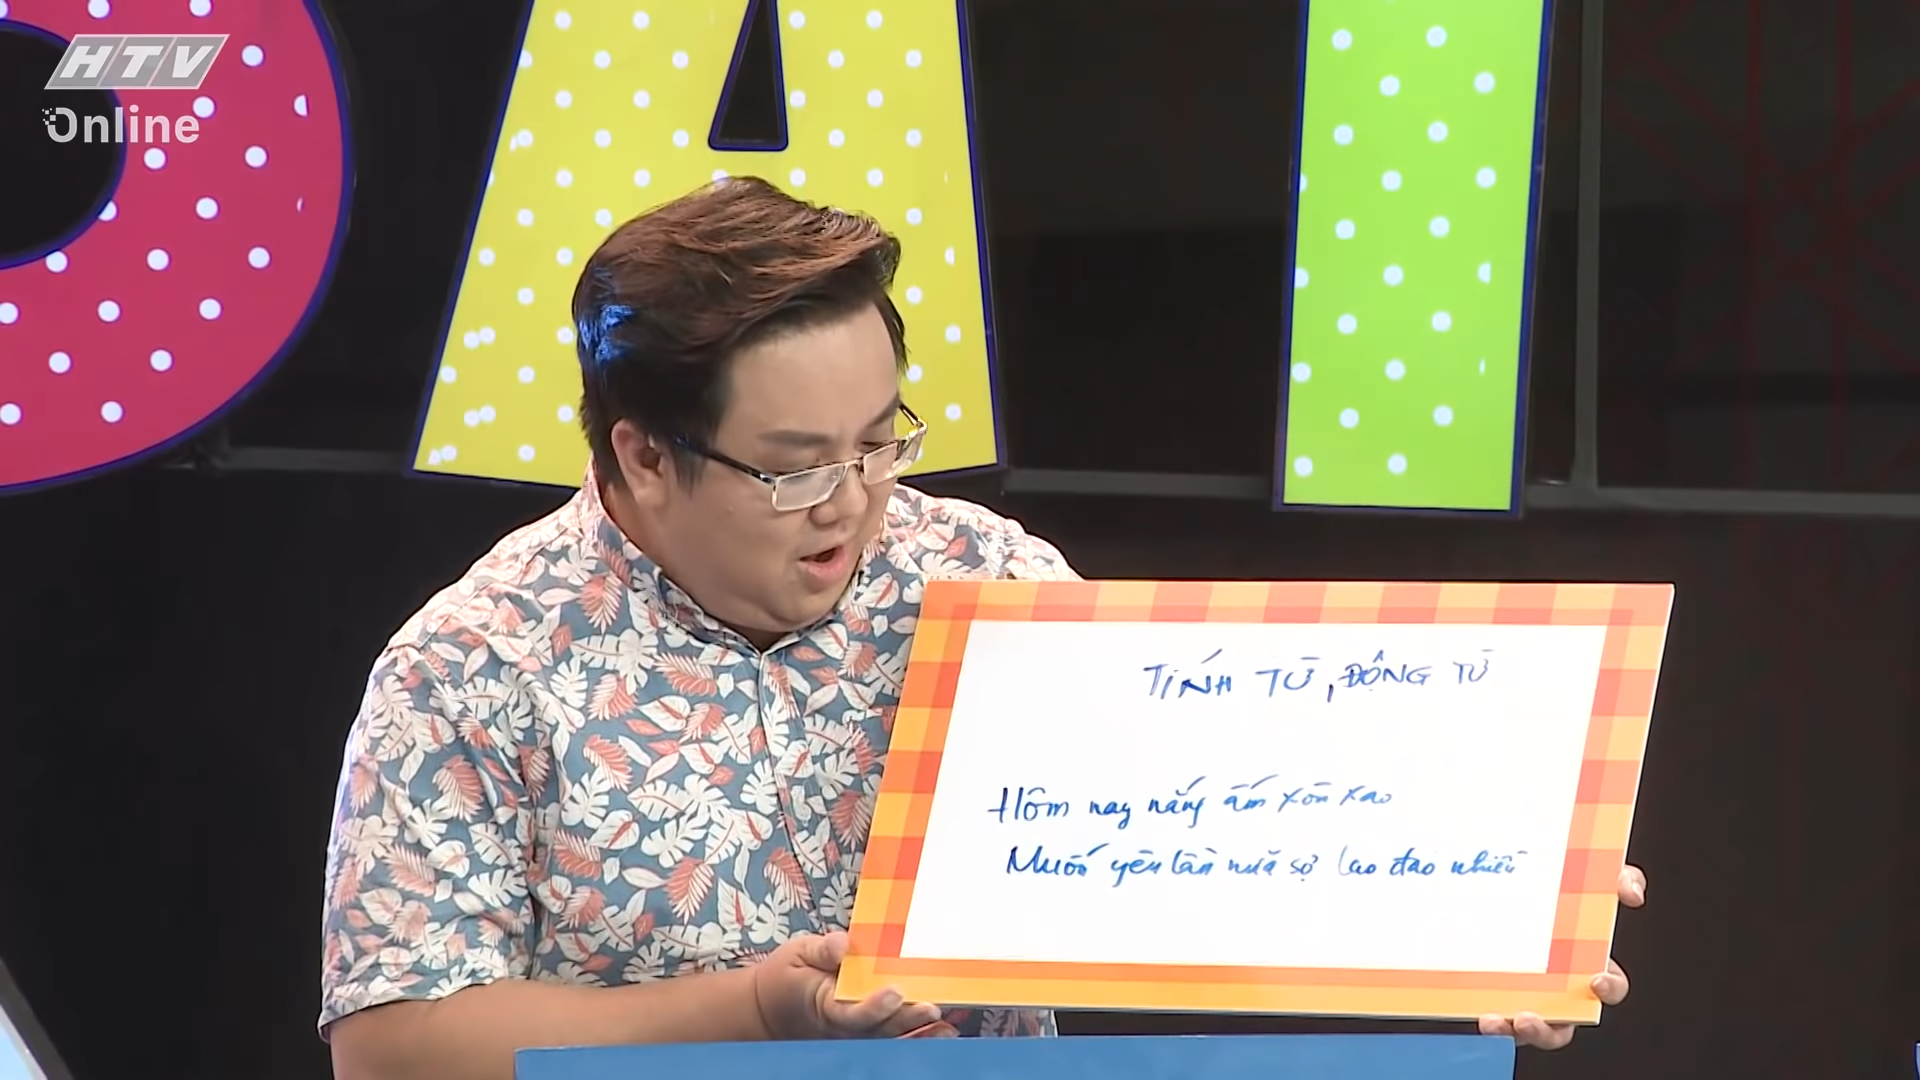 HTV
Online
ẠI
TÍNH TỪ, ĐỘNG TỪ
Hôm nay nắng ấm xôn xao
Muốn yêu lần nữa sợ lao đao nhiều